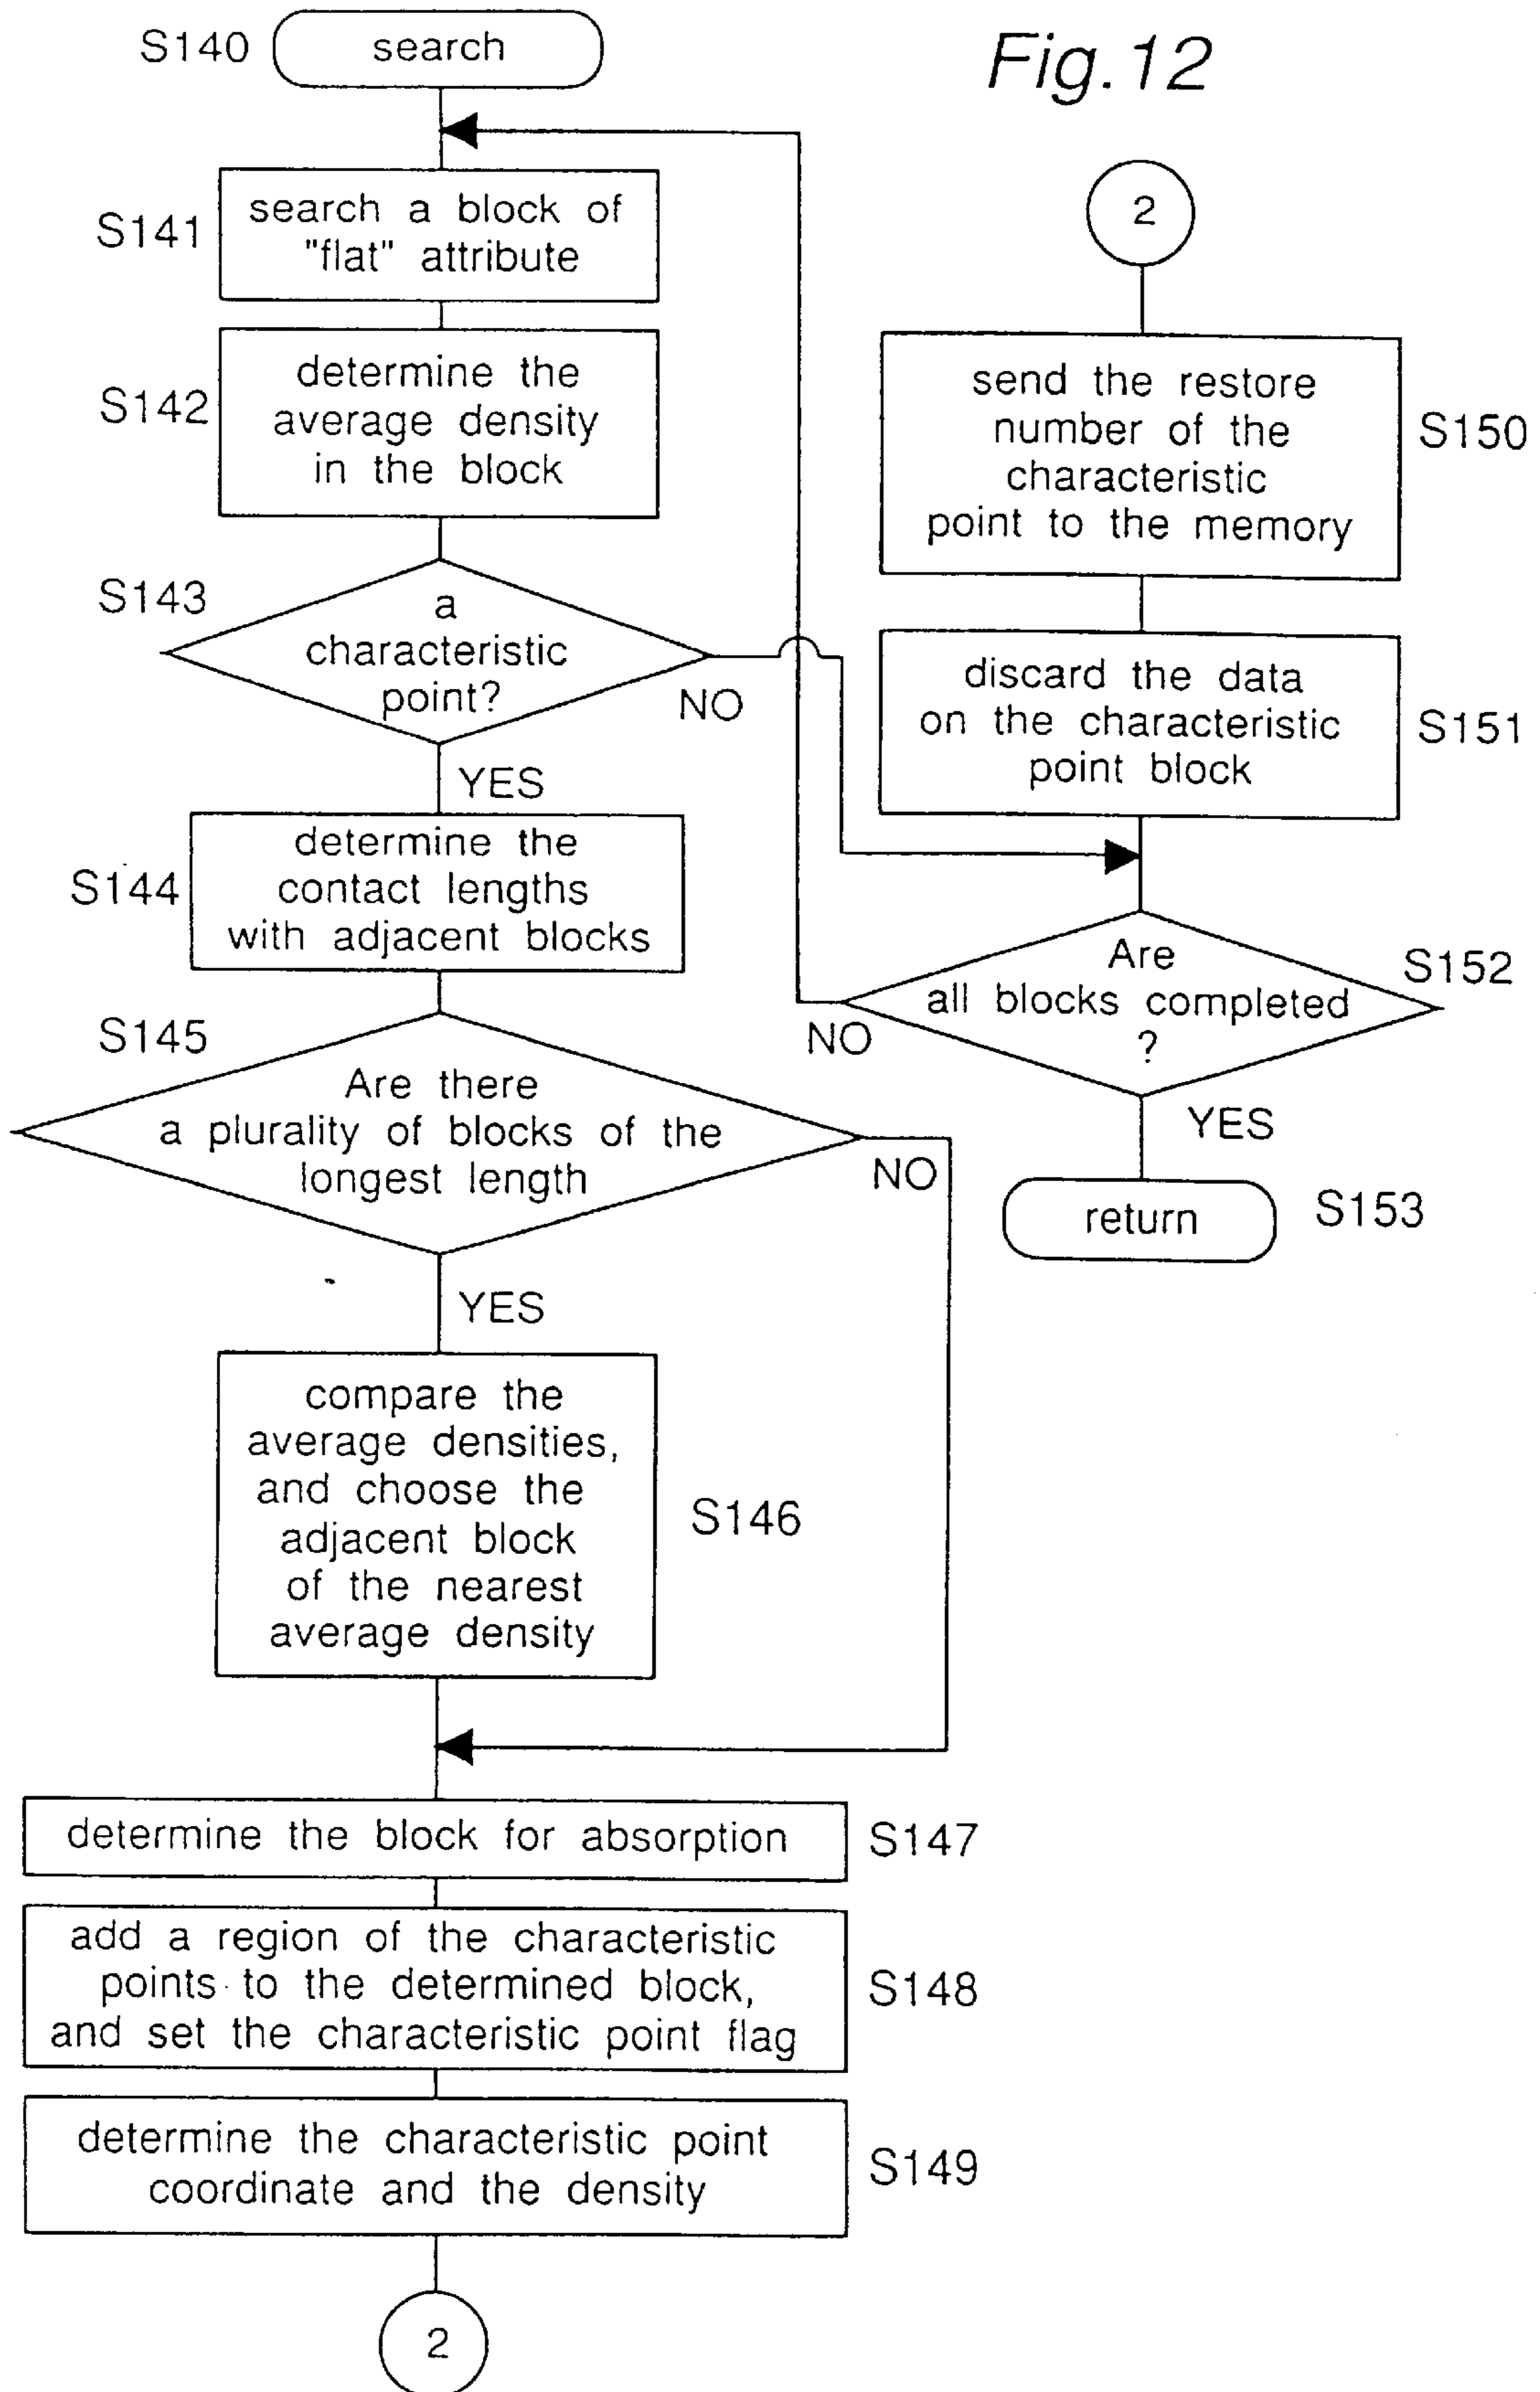 Fig.12
S140
search
S141
search a block of
"flat" attribute
S142
determine the
average density
in the block
S143
a
characteristic
point?
NO
YES
S144
determine the
contact lengths
with adjacent blocks
S145
Are there
a plurality of blocks of the
longest length
NO
YES
compare the
average densities,
and choose the
adjacent block
of the nearest
average density
S146
determine the block for absorption
S147
add a region of the characteristic
points to the determined block,
and set the characteristic point flag
S148
determine the characteristic point
coordinate and the density
S149
2
2
send the restore
number of the
characteristic
point to the memory
S150
discard the data
on the characteristic
point block
S151
Are
all blocks completed
?
S152
NO
YES
return
S153